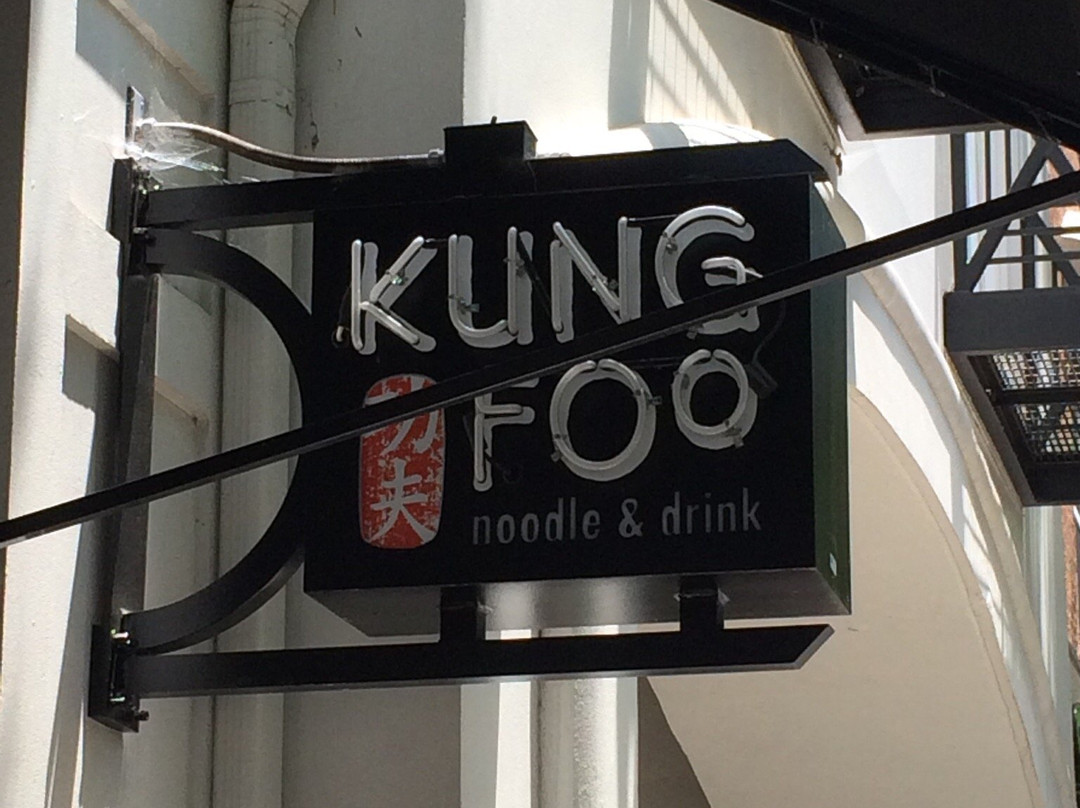 KUNG
FOO
功夫
noodle & drink